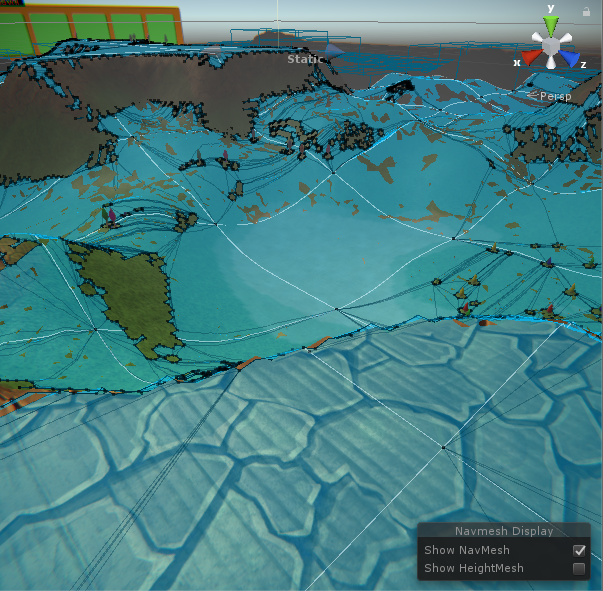 y
Static
x
z
Persp
Navmesh Display
Show NavMesh
Show HeightMesh